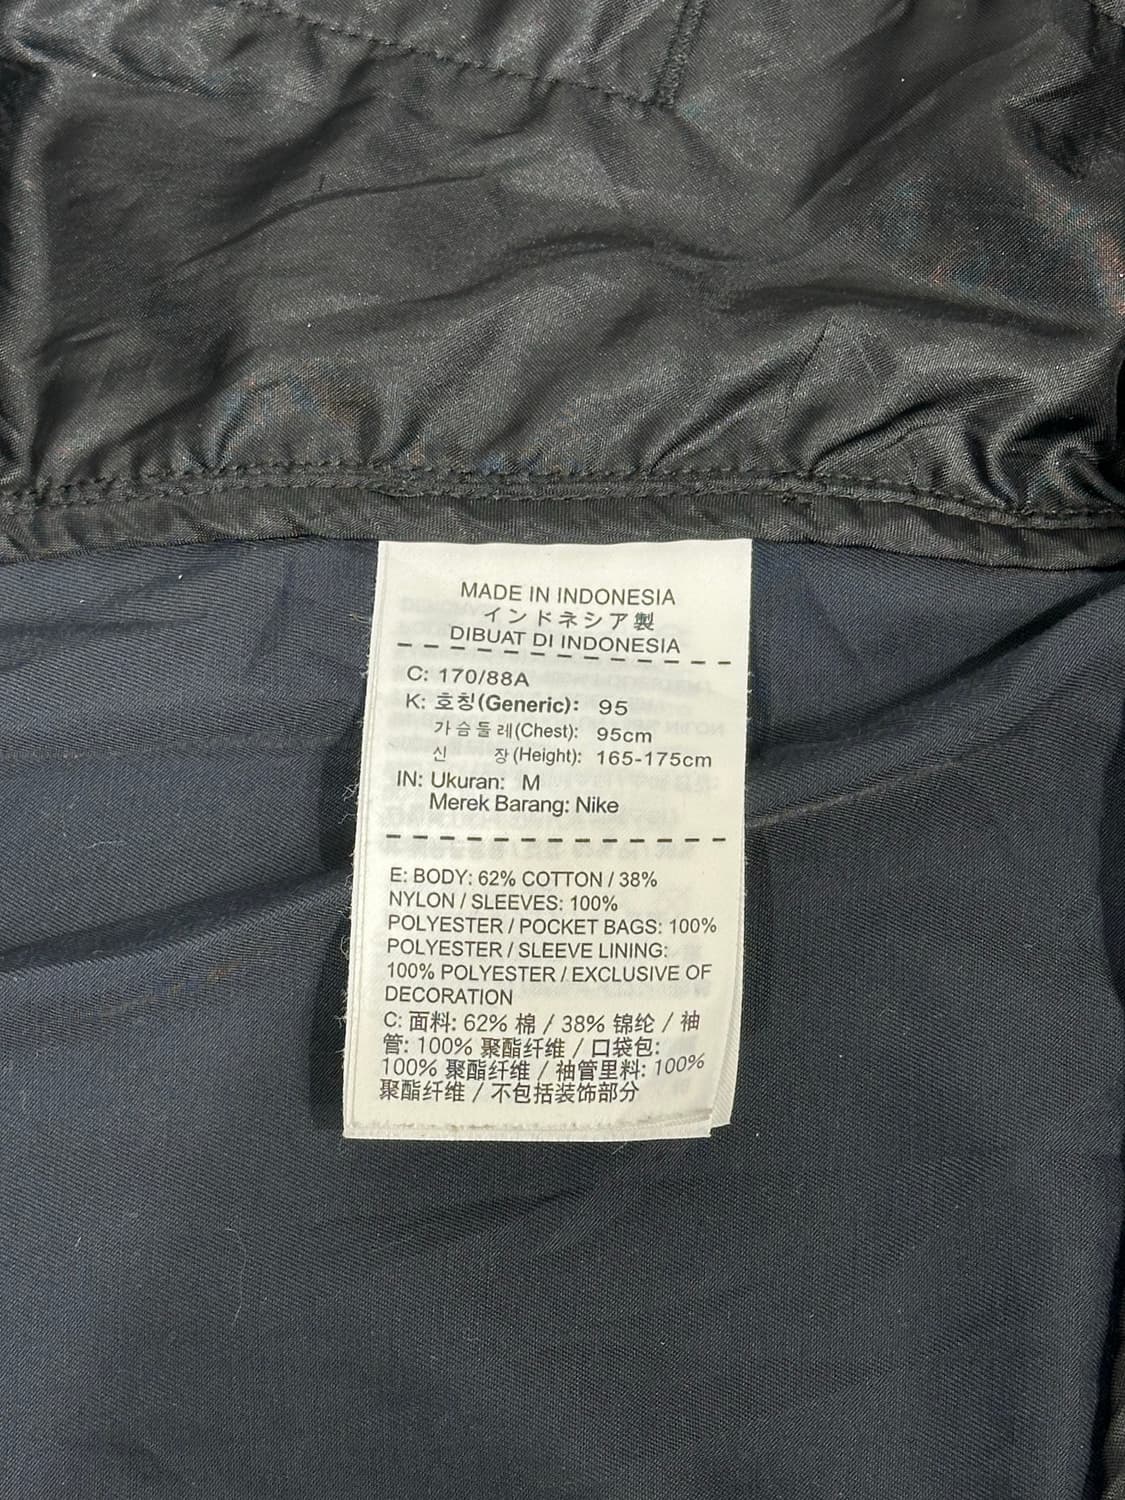 MADE IN INDONESIA
インドネシア製
DIBUAT DI INDONESIA
C: 170/88A
K: 호칭(Generic): 95
가슴둘레(Chest): 95cm
신 장(Height): 165-175cm
IN: Ukuran: M
Merek Barang: Nike
E: BODY: 62% COTTON / 38%
NYLON / SLEEVES: 100%
POLYESTER / POCKET BAGS: 100%
POLYESTER / SLEEVE LINING:
100% POLYESTER / EXCLUSIVE OF
DECORATION
C: 面料: 62% 棉 / 38% 锦纶 / 袖
管: 100% 聚酯纤维 / 口袋包:
100% 聚酯纤维 / 袖管里料: 100%
聚酯纤维 / 不包括装饰部分